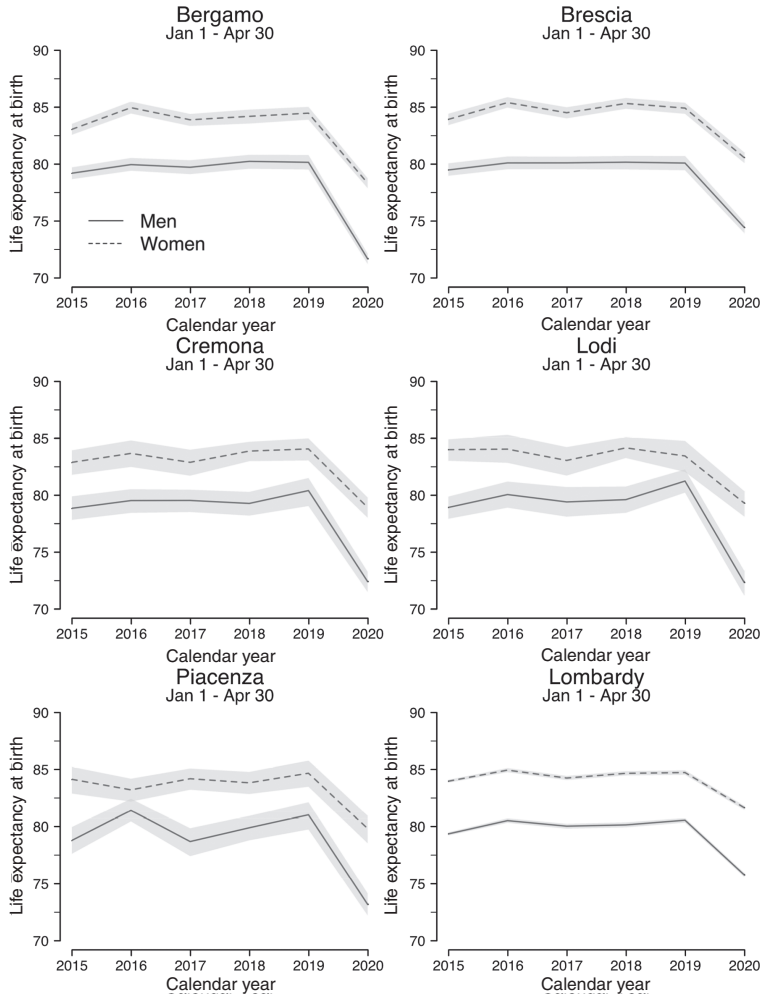 Bergamo
Jan 1 - Apr 30
Life expectancy at birth
90
85
80
75
70
Men
Women
2015 2016 2017 2018 2019 2020
Calendar year
Brescia
Jan 1 - Apr 30
Life expectancy at birth
90
85
80
75
70
2015 2016 2017 2018 2019 2020
Calendar year
Cremona
Jan 1 - Apr 30
Life expectancy at birth
90
85
80
75
70
2015 2016 2017 2018 2019 2020
Calendar year
Lodi
Jan 1 - Apr 30
Life expectancy at birth
90
85
80
75
70
2015 2016 2017 2018 2019 2020
Calendar year
Piacenza
Jan 1 - Apr 30
Life expectancy at birth
90
85
80
75
70
2015 2016 2017 2018 2019 2020
Calendar year
Lombardy
Jan 1 - Apr 30
Life expectancy at birth
90
85
80
75
70
2015 2016 2017 2018 2019 2020
Calendar year